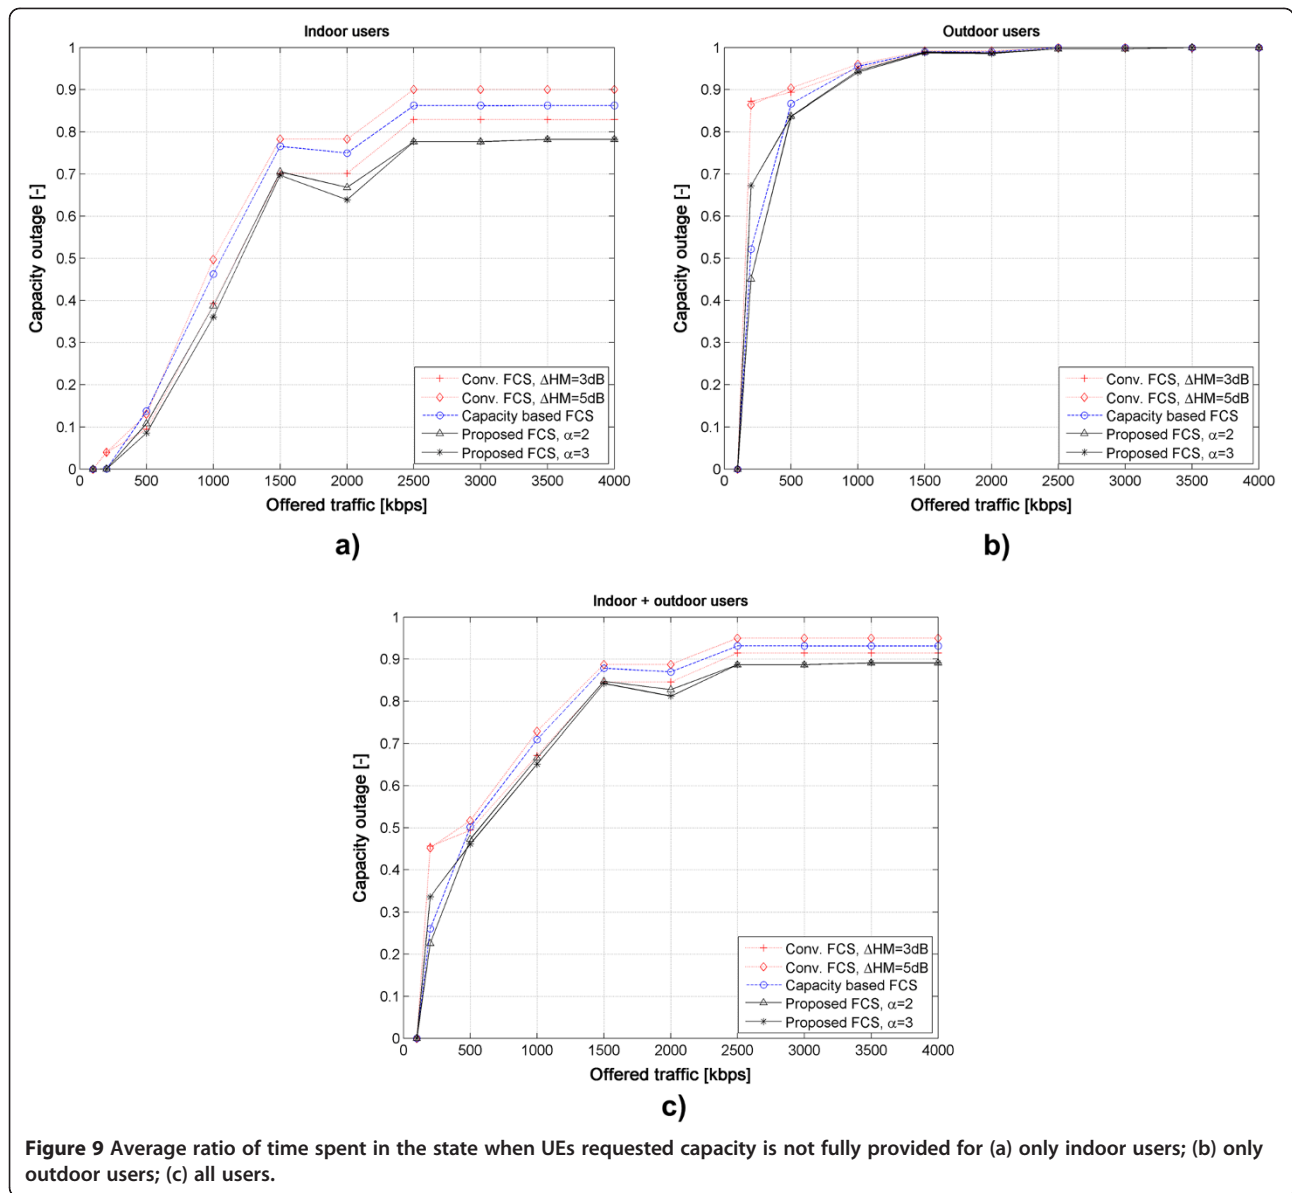 Indoor users
1
0.9
0.8
0.7
0.6
0.5
0.4
0.3
0.2
0.1
0
Capacity outage [-]
Conv. FCS, ΔHM=3dB
Conv. FCS, ΔHM=5dB
Capacity based FCS
Proposed FCS, α=2
Proposed FCS, α=3
0 500 1000 1500 2000 2500 3000 3500 4000
Offered traffic [kbps]
a)
Outdoor users
1
0.9
0.8
0.7
0.6
0.5
0.4
0.3
0.2
0.1
0
Capacity outage [-]
Conv. FCS, ΔHM=3dB
Conv. FCS, ΔHM=5dB
Capacity based FCS
Proposed FCS, α=2
Proposed FCS, α=3
0 500 1000 1500 2000 2500 3000 3500 4000
Offered traffic [kbps]
b)
Indoor + outdoor users
1
0.9
0.8
0.7
0.6
0.5
0.4
0.3
0.2
0.1
0
Capacity outage [-]
Conv. FCS, ΔHM=3dB
Conv. FCS, ΔHM=5dB
Capacity based FCS
Proposed FCS, α=2
Proposed FCS, α=3
0 500 1000 1500 2000 2500 3000 3500 4000
Offered traffic [kbps]
c)
Figure 9 Average ratio of time spent in the state when UEs requested capacity is not fully provided for (a) only indoor users; (b) only
outdoor users; (c) all users.